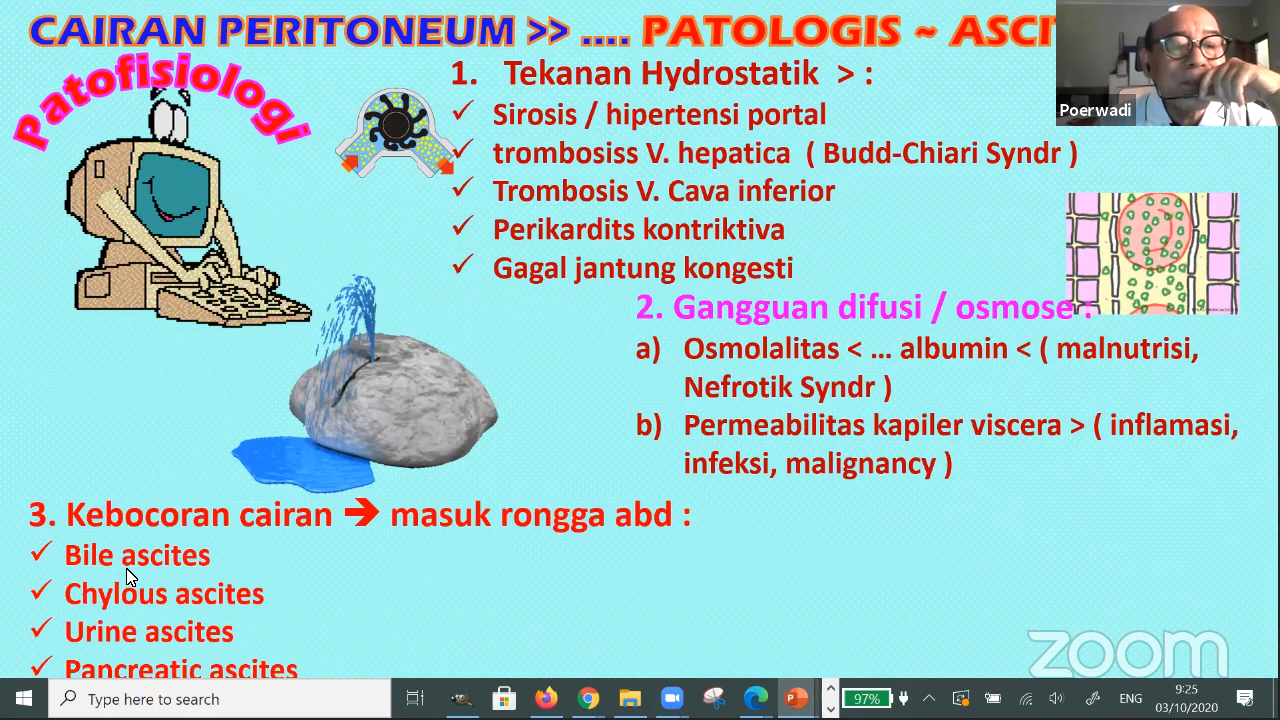 CAIRAN PERITONEUM >> .... PATOLOGIS ~
Patofisiologi
1. Tekanan Hydrostatik > :
✓ Sirosis / hipertensi portal
✓ trombosiss V. hepatica ( Budd-Chiari Syndr )
✓ Trombosis V. Cava inferior
✓ Perikardits kontriktiva
✓ Gagal jantung kongesti
Poerwadi
2. Gangguan difusi / osmose :
a) Osmolalitas < ... albumin < ( malnutrisi,
Nefrotik Syndr )
b) Permeabilitas kapiler viscera > ( inflamasi,
infeksi, malignancy )
3. Kebocoran cairan ➔ masuk rongga abd :
✓ Bile ascites
✓ Chylous ascites
✓ Urine ascites
✓ Pancreatic ascites
zoom
Type here to search
97%
ENG
9:25
03/10/2020